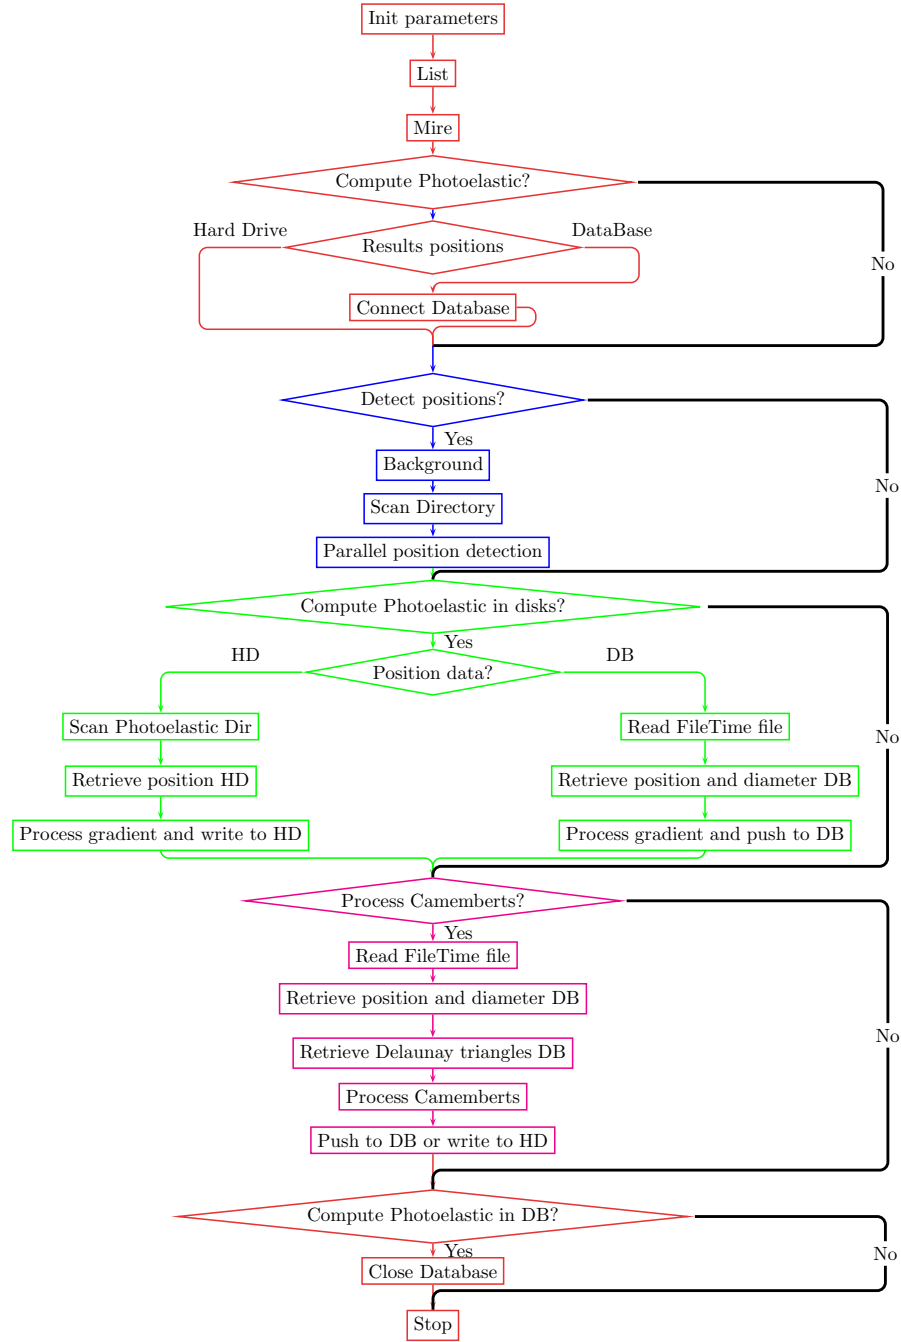 Init parameters
List
Mire
Compute Photoelastic?
Hard Drive
DataBase
Results positions
No
Connect Database
Detect positions?
Yes
Background
No
Scan Directory
Parallel position detection
Compute Photoelastic in disks?
Yes
HD
DB
Position data?
Scan Photoelastic Dir
Read FileTime file
No
Retrieve position HD
Retrieve position and diameter DB
Process gradient and write to HD
Process gradient and push to DB
Process Camemberts?
Yes
Read FileTime file
Retrieve position and diameter DB
No
Retrieve Delaunay triangles DB
Process Camemberts
Push to DB or write to HD
Compute Photoelastic in DB?
Yes
No
Close Database
Stop